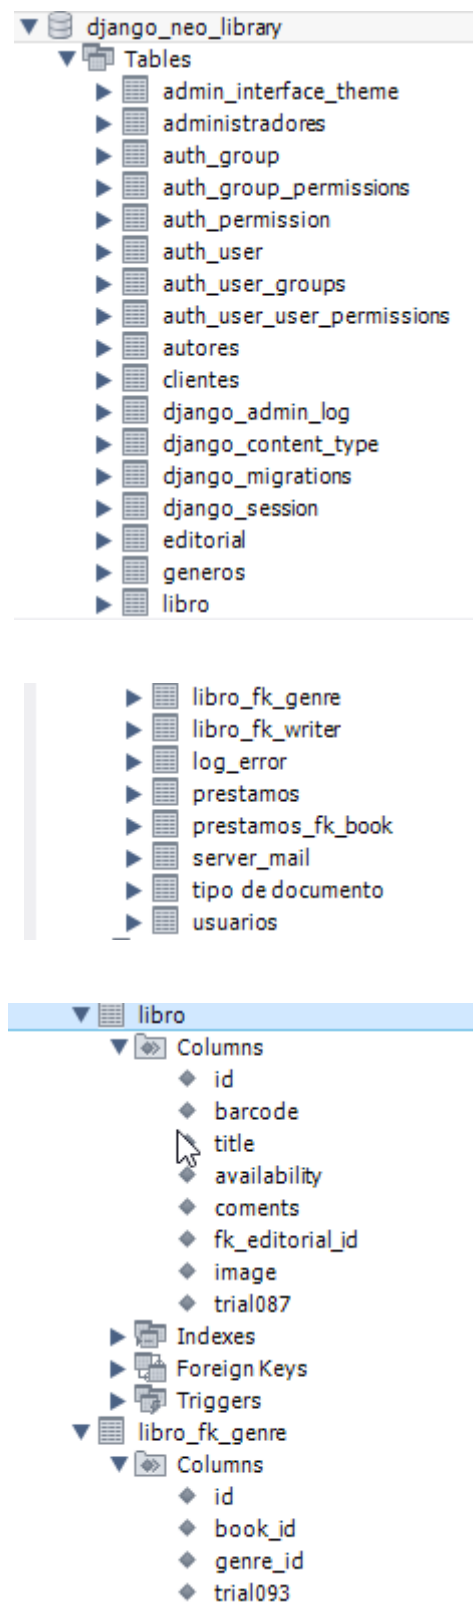 django_neo_library
Tables
admin_interface_theme
administradores
auth_group
auth_group_permissions
auth_permission
auth_user
auth_user_groups
auth_user_user_permissions
autores
clientes
django_admin_log
django_content_type
django_migrations
django_session
editorial
generos
libro
libro_fk_genre
libro_fk_writer
log_error
prestamos
prestamos_fk_book
server_mail
tipo de documento
usuarios
libro
Columns
id
barcode
title
availability
coments
fk_editorial_id
image
trial087
Indexes
Foreign Keys
Triggers
libro_fk_genre
Columns
id
book_id
genre_id
trial093